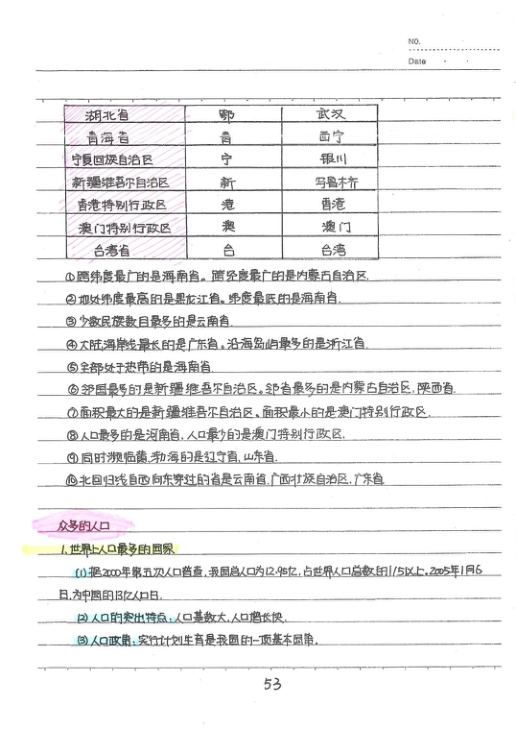 NO.
Date
湖北省 鄂 武汉
青海省 青 西宁
宁夏回族自治区 宁 银川
新疆维吾尔自治区 新 乌鲁木齐
香港特别行政区 港 香港
澳门特别行政区 澳 澳门
台湾省 台 台湾
①跨纬度最广的是海南省。跨经度最广的是内蒙古自治区.
②地处纬度最高的是黑龙江省。纬度最低的是海南省.
③少数民族数目最多的是云南省.
④大陆海岸线最长的是广东省。沿海岛屿最多的是浙江省.
⑤全部处于热带的是海南省.
⑥邻国最多的是新疆维吾尔自治区。邻省最多的是内蒙古自治区,陕西省.
⑦面积最大的是新疆维吾尔自治区。面积最小的是澳门特别行政区.
⑧人口最多的是河南省,人口最少的是澳门特别行政区.
⑨同时濒临黄,渤海的是辽宁省,山东省.
⑩北回归线自西向东穿过的省是云南省,广西壮族自治区,广东省
众多的人口
1.世界上人口最多的国家
(1)据2000年第五次人口普查,我国总人口为12.95亿,占世界人口总数的1/5以上。2005年1月6
日,为中国的13亿人口日.
(2)人口的突出特点:人口基数大,人口增长快.
(3)人口政策:实行计划生育是我国的一项基本国策.
53